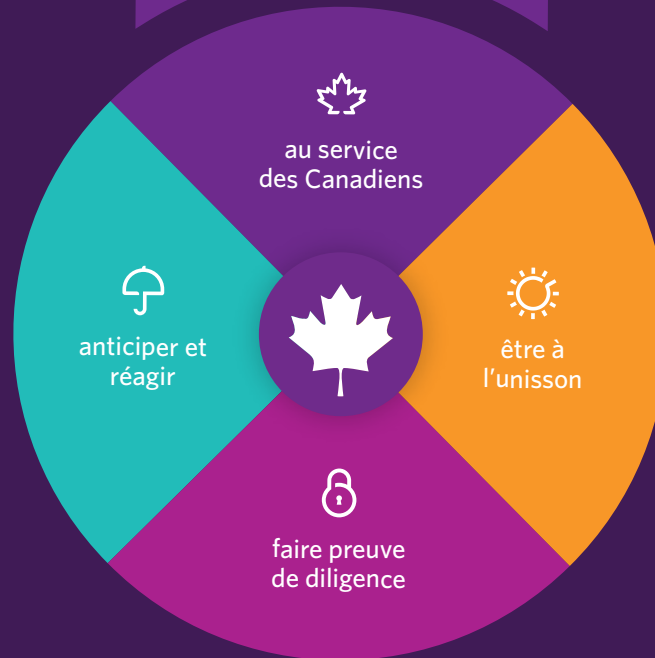 au service
des Canadiens
anticiper et
réagir
être à
l'unisson
faire preuve
de diligence